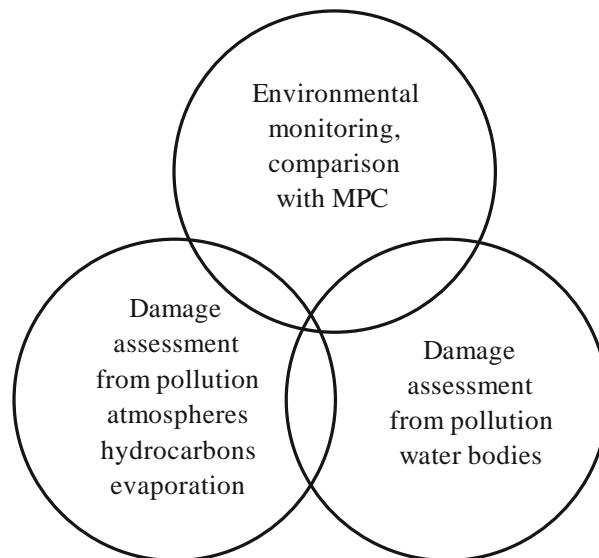 Environmental
monitoring,
comparison
with MPC
Damage
assessment
from pollution
atmospheres
hydrocarbons
evaporation
Damage
assessment
from pollution
water bodies